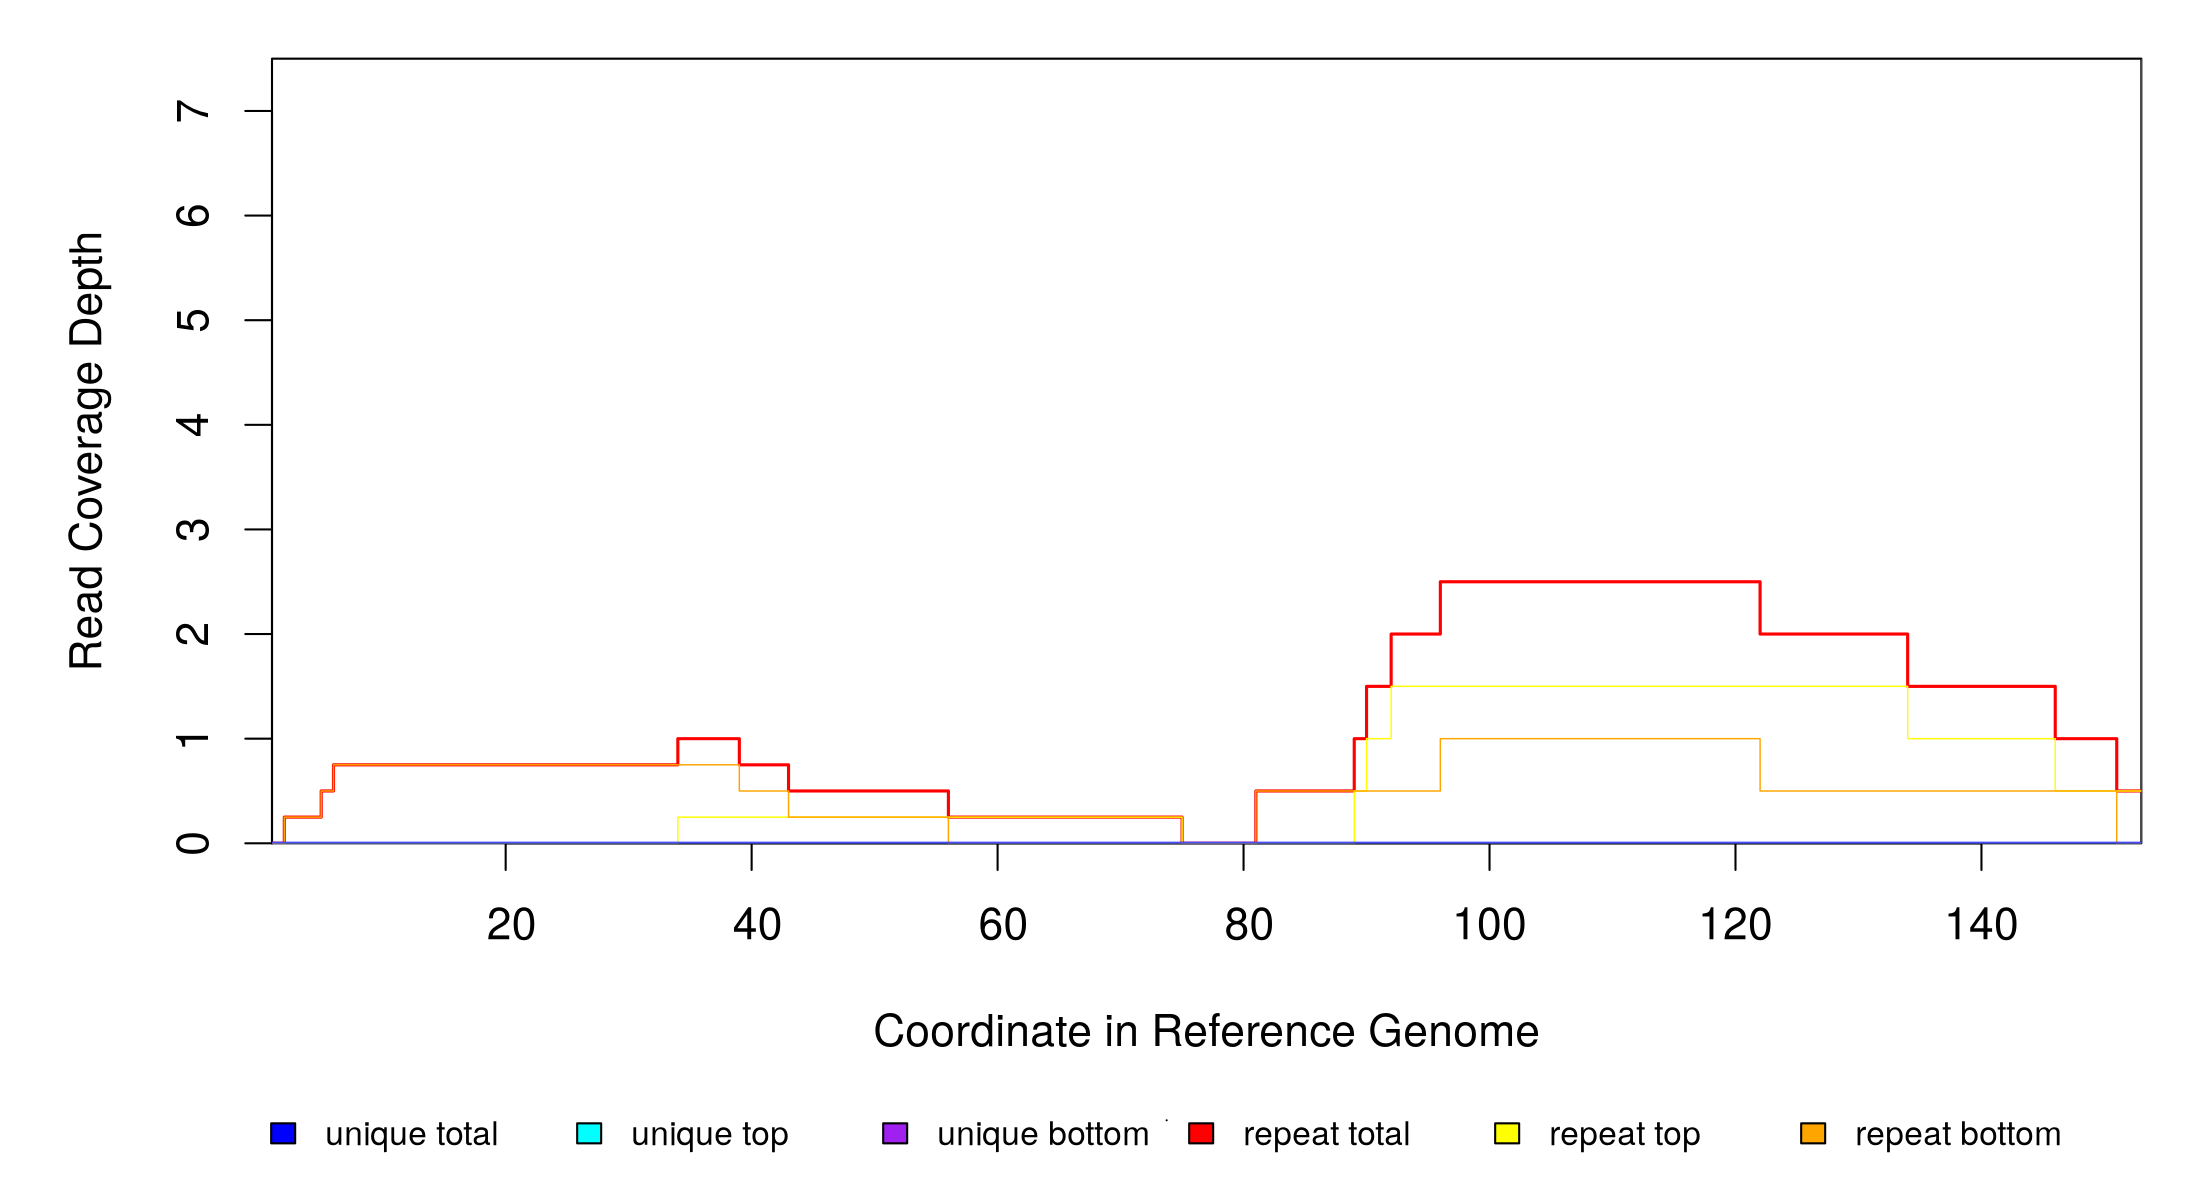 7
6
5
4
3
2
1
0
Read Coverage Depth
20 40 60 80 100 120 140
Coordinate in Reference Genome
unique total unique top unique bottom repeat total repeat top repeat bottom